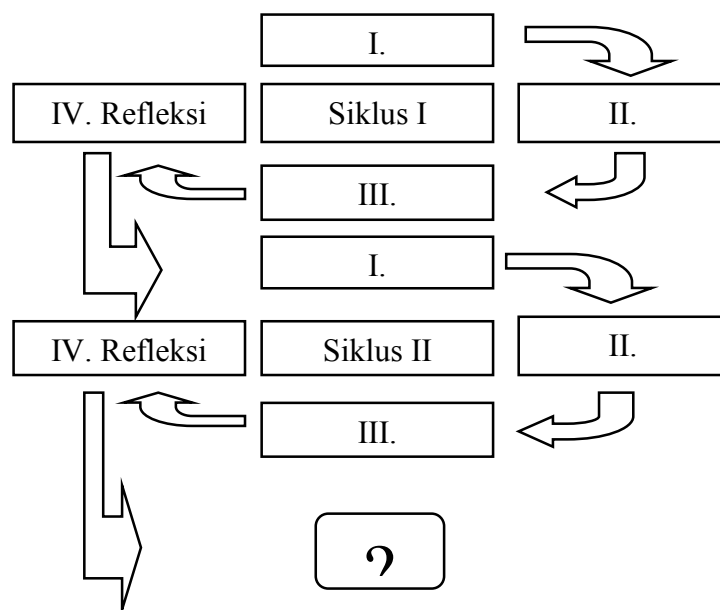 I.
IV. Refleksi
Siklus I
II.
III.
I.
IV. Refleksi
Siklus II
II.
III.
?